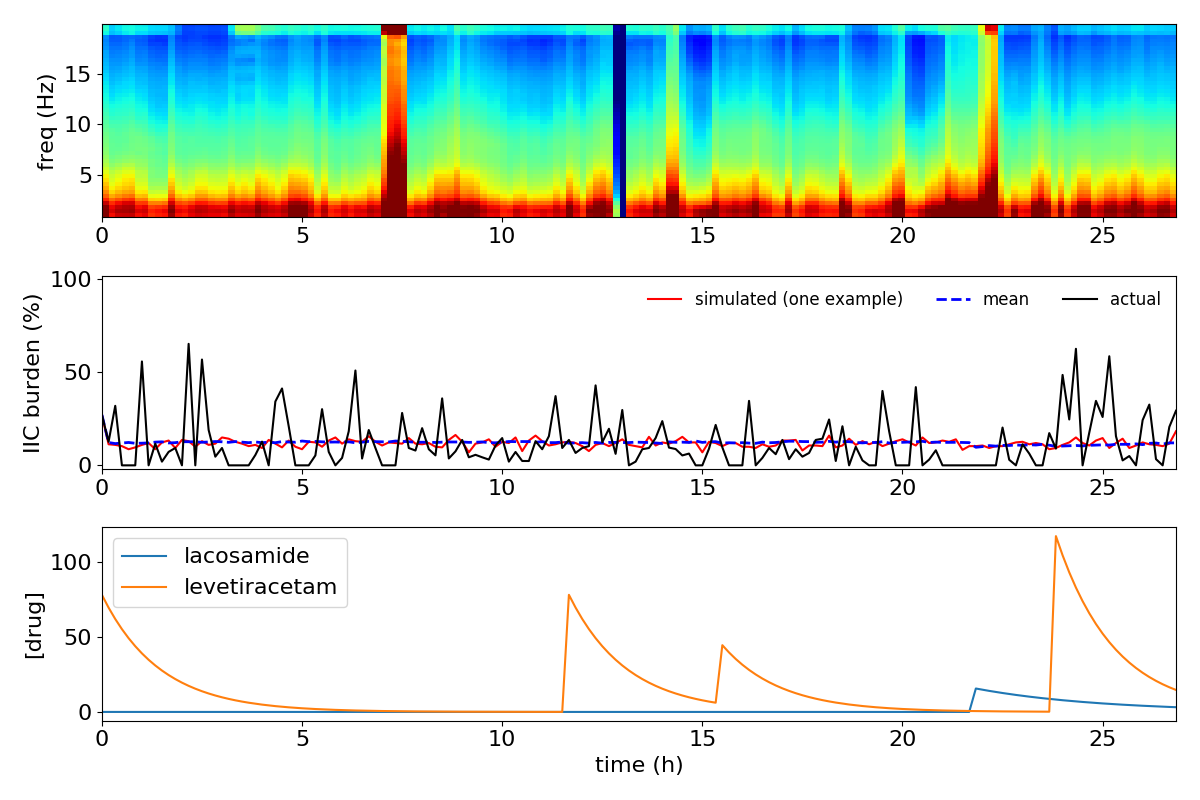 freq (Hz)
15
10
5
0 5 10 15 20 25
IIC burden (%)
100
50
0
simulated (one example) mean actual
0 5 10 15 20 25
[drug]
100
50
0
lacosamide
levetiracetam
0 5 10 15 20 25
time (h)